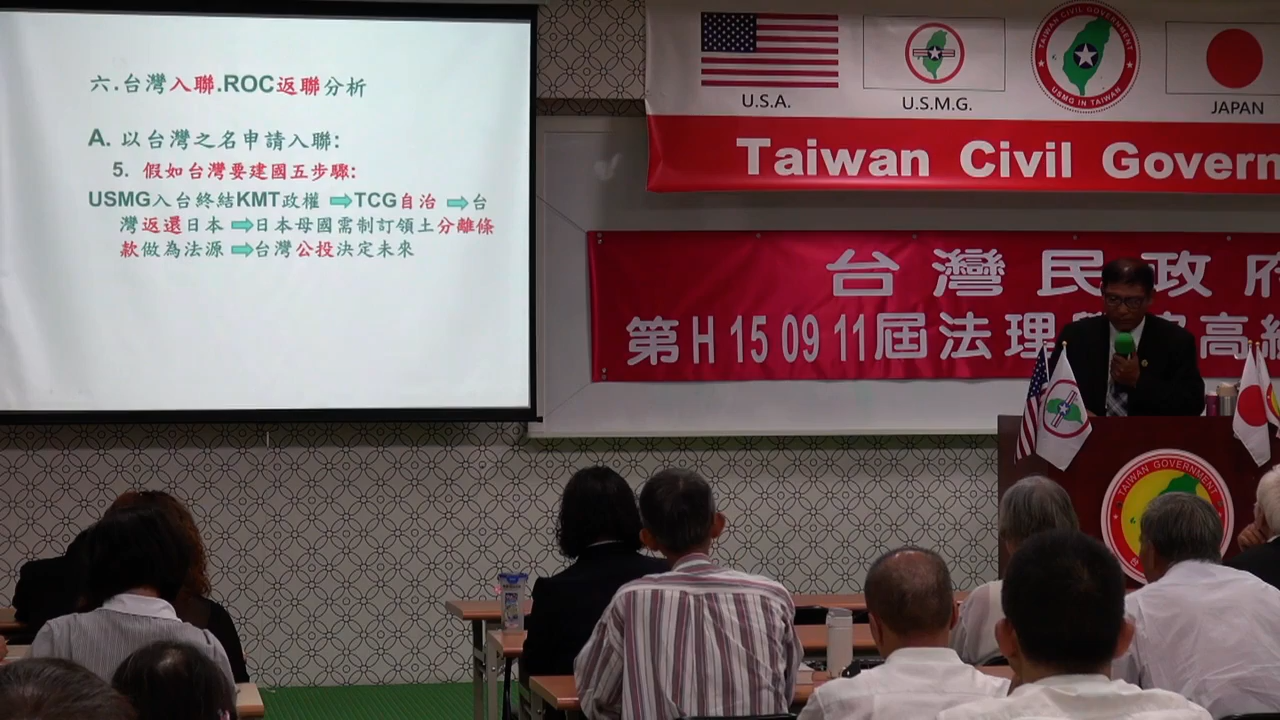 六.台灣入聯.ROC返聯分析
A. 以台灣之名申請入聯:
5. 假如台灣要建國五步驟:
USMG入台終結KMT政權 ➡TCG自治 ➡台
灣返還日本 ➡日本母國需制訂領土分離條
款做為法源 ➡台灣公投決定未來
U.S.A.
U.S.M.G.
TAIWAN CIVIL GOVERNMENT
USMG IN TAIWAN
JAPAN
Taiwan Civil Govern
台灣民政府
第H 15 09 11屆法理
高
TAIWAN GOVERNMENT